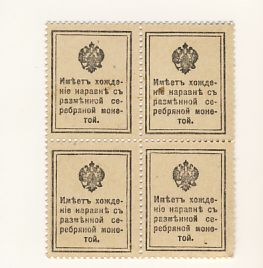 Имѣетъ хожде-
ніе наравнѣ съ
размѣнной се-
ребряной моне-
той.
Имѣетъ хожде-
ніе наравнѣ съ
размѣнной се-
ребряной моне-
той.
Имѣетъ хожде-
ніе наравнѣ съ
размѣнной се-
ребряной моне-
той.
Имѣетъ хожде-
ніе наравнѣ съ
размѣнной се-
ребряной моне-
той.